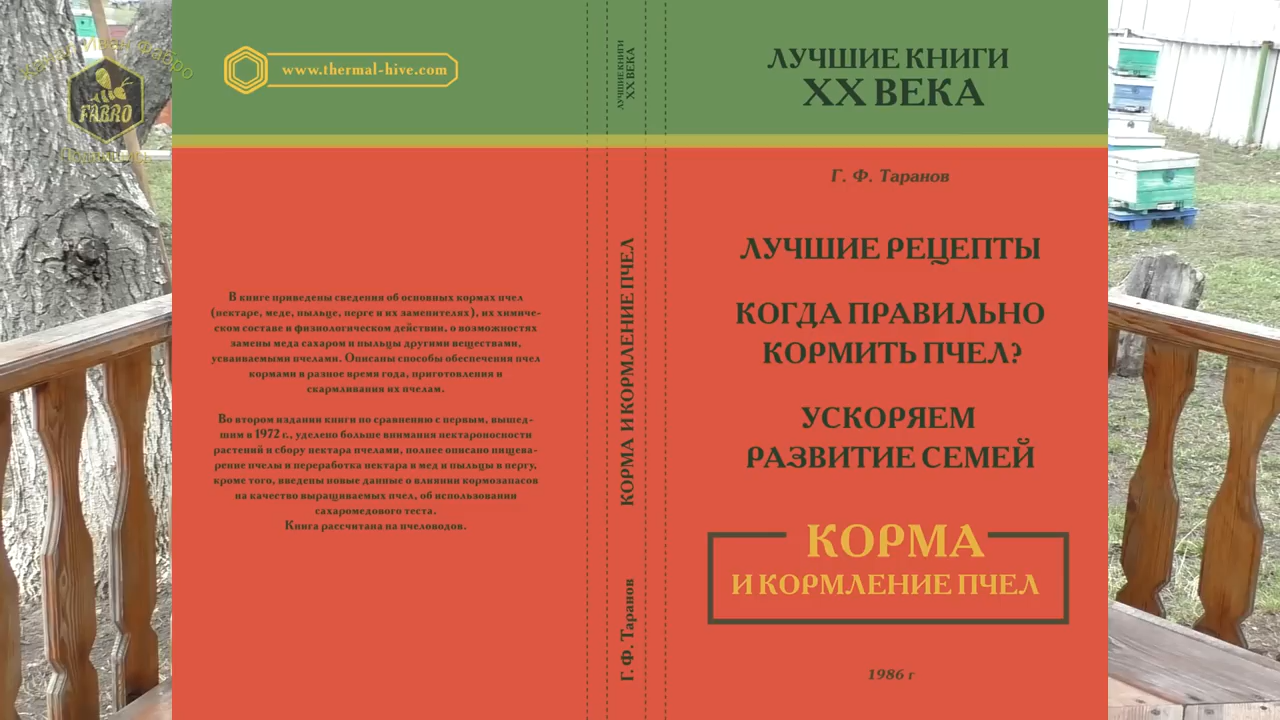 Канал Иван Фабро
FABRO
Подпишись
www.thermal-hive.com
В книге приведены сведения об основных кормах пчел
(нектаре, меде, пыльце, перге и их заменителях), их химиче-
ском составе и физиологическом действии, о возможностях
замены меда сахаром и пыльцы другими веществами,
усваиваемыми пчелами. Описаны способы обеспечения пчел
кормами в разное время года, приготовления и
скармливания их пчелам.
Во втором издании книги по сравнению с первым, вышед-
шим в 1972 г., уделено больше внимания нектароносности
растений и сбору нектара пчелами, полнее описано пищева-
рение пчелы и переработка нектара в мед и пыльцы в пергу,
кроме того, введены новые данные о влиянии кормозапасов
на качество выращиваемых пчел, об использовании
сахаромедового теста.
Книга рассчитана на пчеловодов.
ЛУЧШИЕ КНИГИ
XX ВЕКА
КОРМА И КОРМЛЕНИЕ ПЧЕЛ
Г. Ф. Таранов
ЛУЧШИЕ КНИГИ
XX ВЕКА
Г. Ф. Таранов
ЛУЧШИЕ РЕЦЕПТЫ
КОГДА ПРАВИЛЬНО
КОРМИТЬ ПЧЕЛ?
УСКОРЯЕМ
РАЗВИТИЕ СЕМЕЙ
КОРМА
И КОРМЛЕНИЕ ПЧЕЛ
1986 г